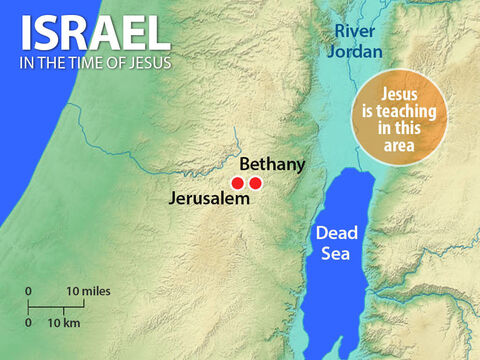 ISRAEL
IN THE TIME OF JESUS
River
Jordan
Jesus
is teaching
in this
area
Bethany
Jerusalem
Dead
Sea
0 10 miles
0 10 km